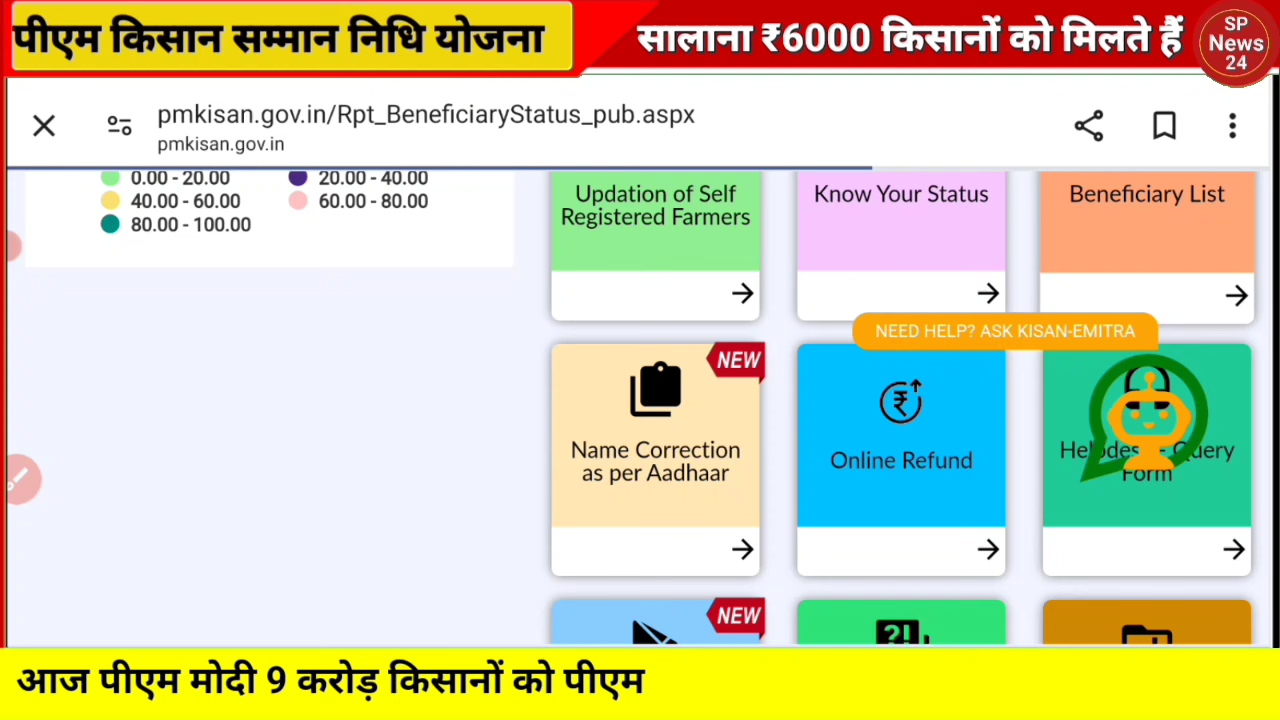 पीएम किसान सम्मान निधि योजना
सालाना ₹6000 किसानों को मिलते हैं
SP
News
24
pmkisan.gov.in/Rpt_BeneficiaryStatus_pub.aspx
pmkisan.gov.in
0.00 - 20.00
20.00 - 40.00
40.00 - 60.00
60.00 - 80.00
80.00 - 100.00
Updation of Self
Registered Farmers
Know Your Status
Beneficiary List
NEED HELP? ASK KISAN-EMITRA
NEW
Name Correction
as per Aadhaar
Online Refund
Query
Form
NEW
आज पीएम मोदी 9 करोड़ किसानों को पीएम